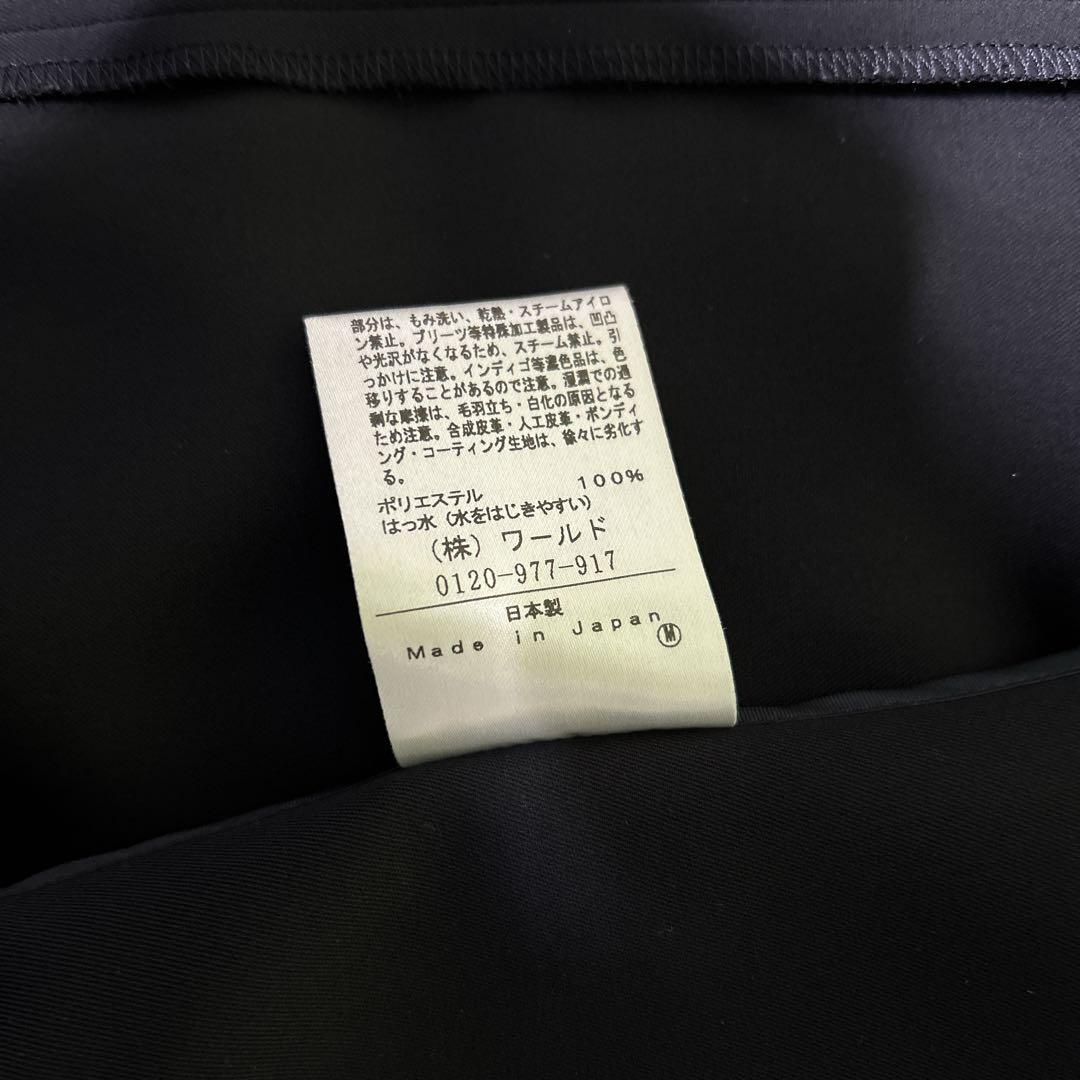 部分は、もみ洗い、乾熱・スチームアイロ
ン禁止。プリーツ等特殊加工製品は、凹凸
や光沢がなくなるため、スチーム禁止。引
っかけに注意。インディゴ等濃色品は、色
移りすることがあるので注意。湿潤での過
剰な摩擦は、毛羽立ち・白化の原因となる
ため注意。合成皮革・人工皮革・ボンディ
ング・コーティング生地は、徐々に劣化す
る。
ポリエステル 100%
はっ水（水をはじきやすい）
（株）ワールド
0120-977-917
日本製
Made in Japan Ⓜ